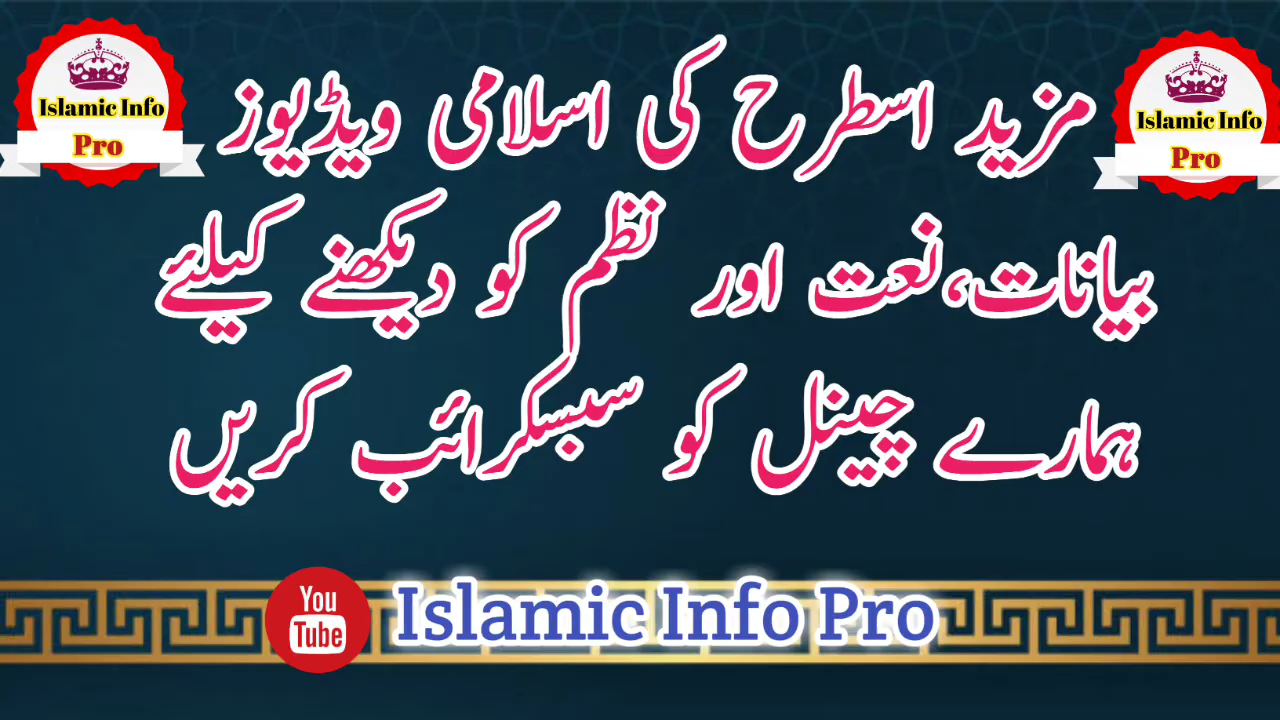 Islamic Info
Pro
Islamic Info
Pro
مزید اسطرح کی اسلامی ویڈیوز
بیانات،نعت اور نظم کو دیکھنے کیلئے
ہمارے چینل کو سبسکرائب کریں
You
Tube
Islamic Info Pro